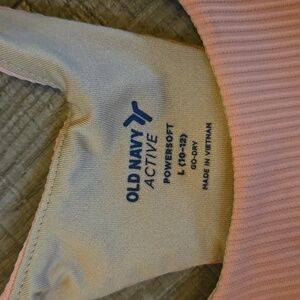 OLD NAVY
ACTIVE
POWERSOFT
L (10-12)
GO-DRY
MADE IN VIETNAM